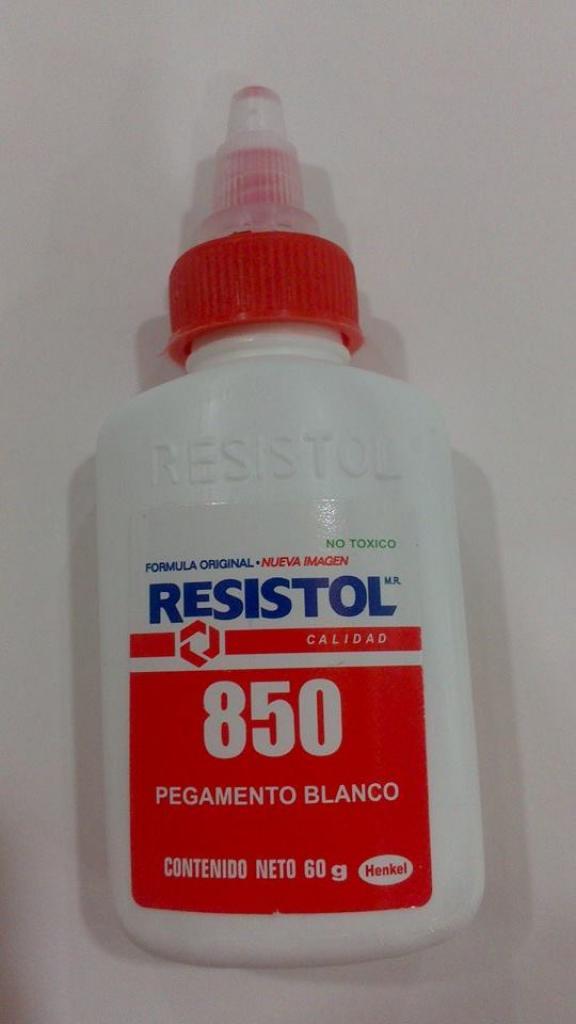 RESISTOL
NO TOXICO
FORMULA ORIGINAL • NUEVA IMAGEN
RESISTOL M.R.
CALIDAD
850
PEGAMENTO BLANCO
CONTENIDO NETO 60 g Henkel